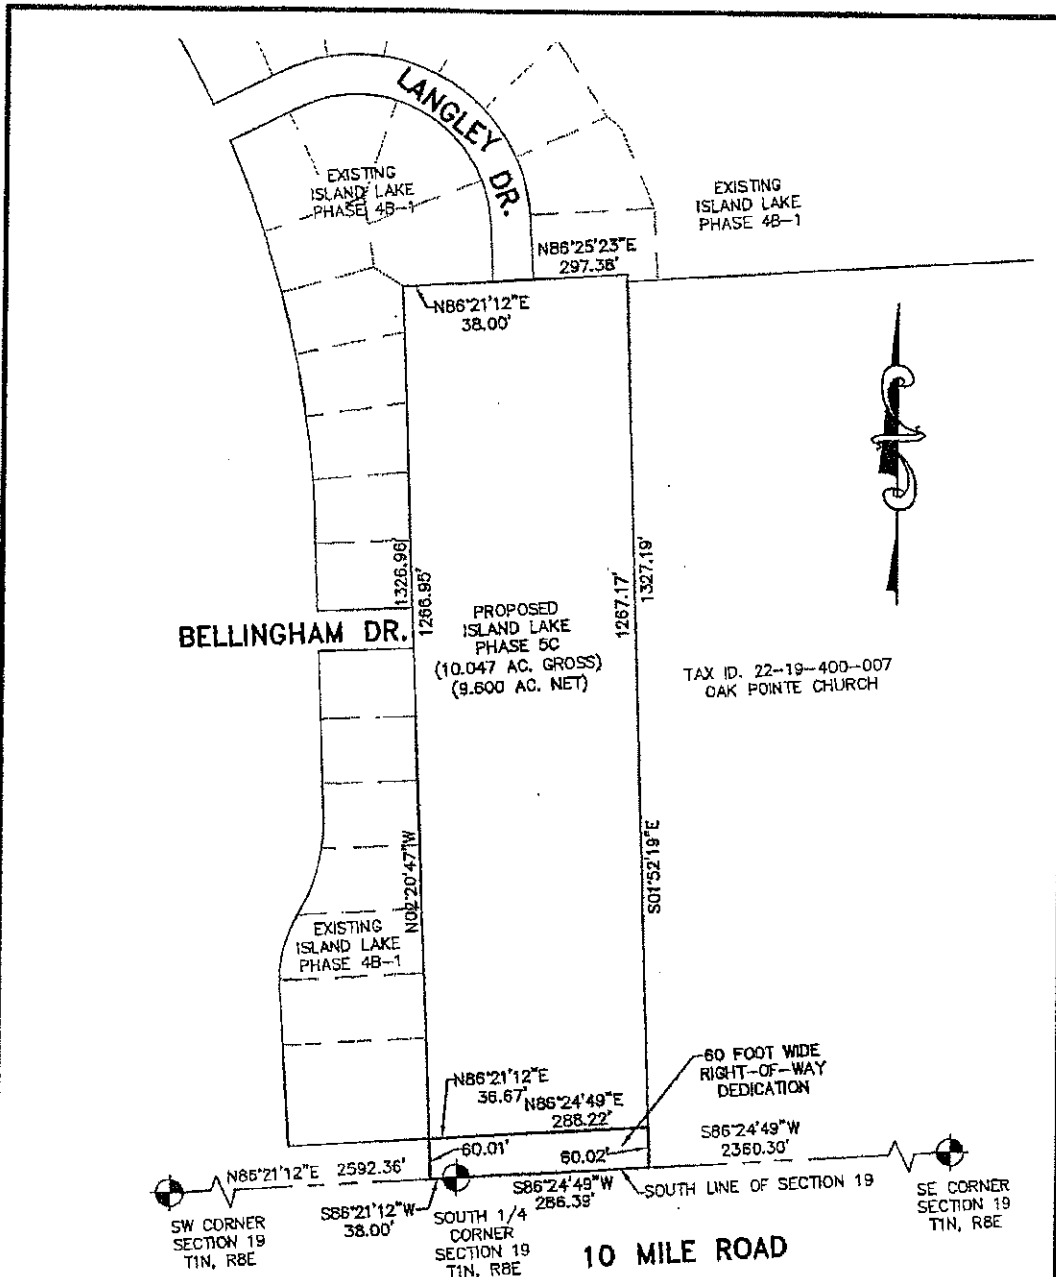 LANGLEY DR.
EXISTING
ISLAND LAKE
PHASE 4B-1
EXISTING
ISLAND LAKE
PHASE 4B-1
N86°25'23"E
297.38'
N86°21'12"E
38.00'
1326.96'
1266.95'
1267.17'
1327.19'
PROPOSED
ISLAND LAKE
PHASE 5C
(10.047 AC. GROSS)
(9.600 AC. NET)
BELLINGHAM DR.
TAX ID. 22-19-400-007
OAK POINTE CHURCH
N02°20'47"W
S01°52'19"E
EXISTING
ISLAND LAKE
PHASE 4B-1
60 FOOT WIDE
RIGHT-OF-WAY
DEDICATION
N86°21'12"E
36.67'
N86°24'49"E
288.22'
S86°24'49"W
2360.30'
60.01'
60.02'
N86°21'12"E 2592.36'
S86°21'12"W
38.00'
S86°24'49"W
286.39'
SOUTH LINE OF SECTION 19
SW CORNER
SECTION 19
T1N, R8E
SOUTH 1/4
CORNER
SECTION 19
T1N, R8E
SE CORNER
SECTION 19
T1N, R8E
10 MILE ROAD